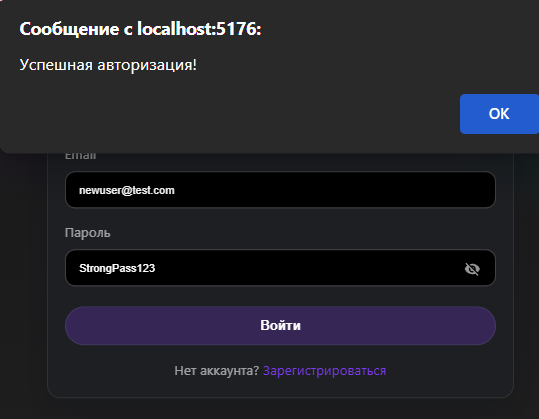 Сообщение с localhost:5176:
Успешная авторизация!
OK
Email
newuser@test.com
Пароль
StrongPass123
Войти
Нет аккаунта? Зарегистрироваться